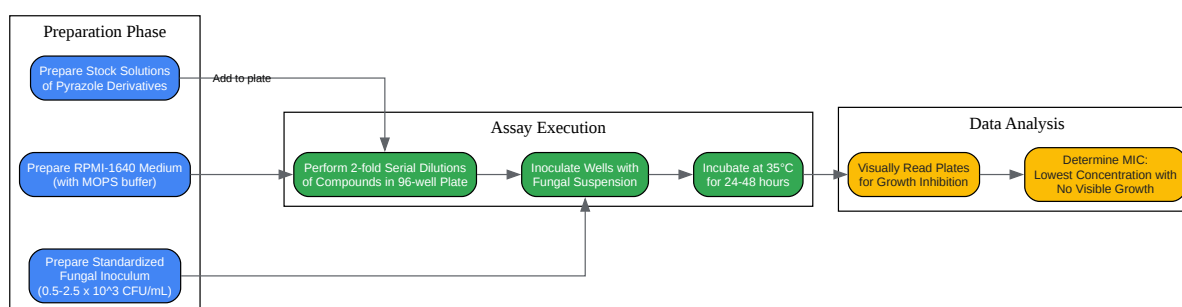 Preparation Phase
Prepare Stock Solutions
of Pyrazole Derivatives
Add to plate
Prepare RPMI-1640 Medium
(with MOPS buffer)
Prepare Standardized
Fungal Inoculum
(0.5-2.5 x 10^3 CFU/mL)
Assay Execution
Perform 2-fold Serial Dilutions
of Compounds in 96-well Plate
Inoculate Wells with
Fungal Suspension
Incubate at 35°C
for 24-48 hours
Data Analysis
Visually Read Plates
for Growth Inhibition
Determine MIC:
Lowest Concentration with
No Visible Growth